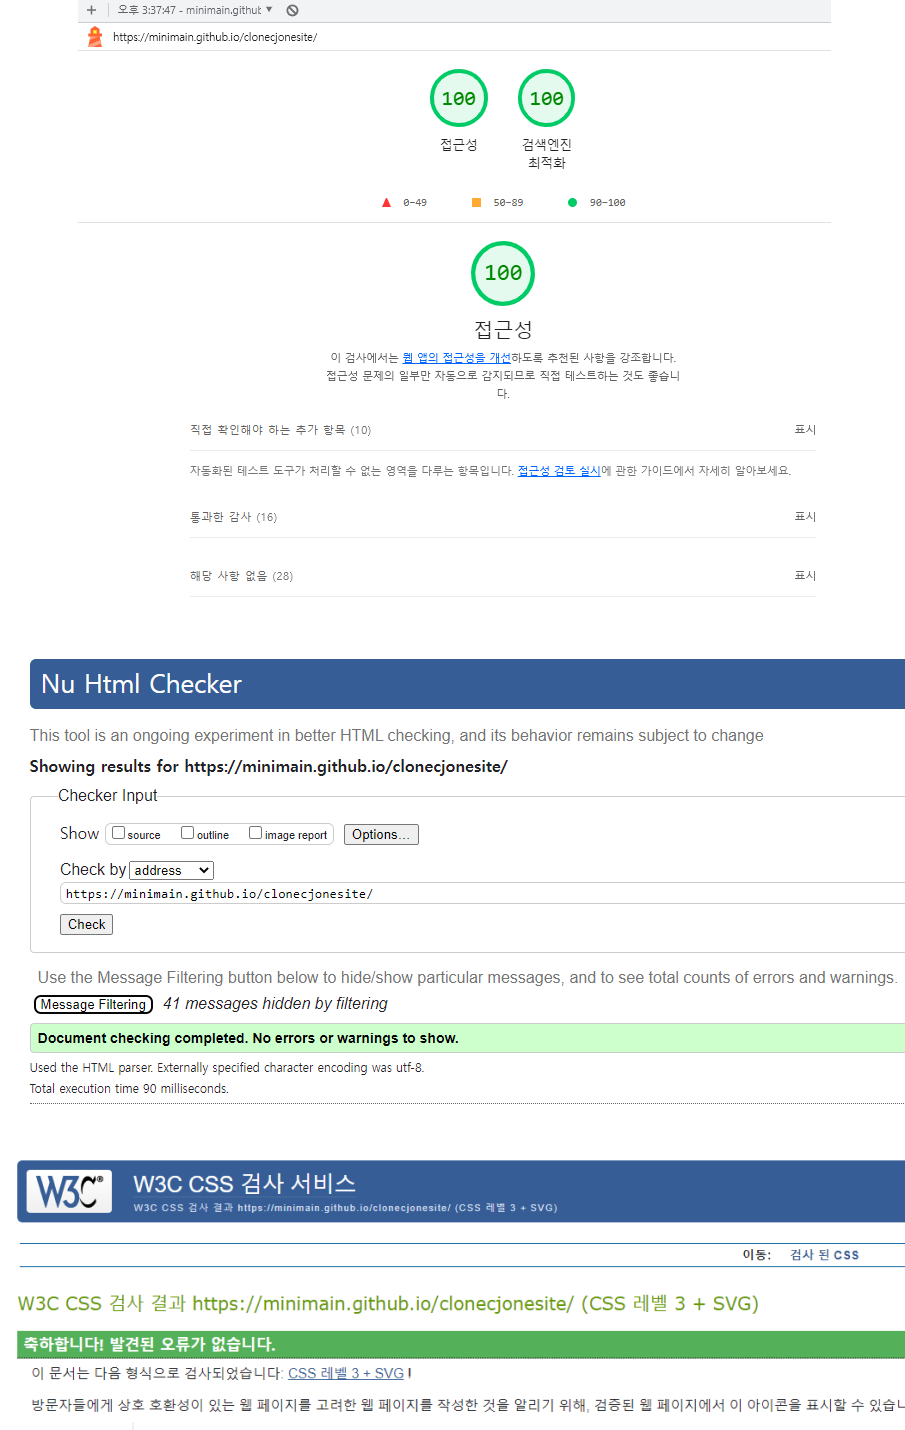 오후 3:37:47 - minimain.github
https://minimain.github.io/clonecjonesite/
100 100
접근성 검색엔진
최적화
0–49 50–89 90–100
100
접근성
이 검사에서는 웹 앱의 접근성을 개선하도록 추천된 사항을 강조합니다.
접근성 문제의 일부만 자동으로 감지되므로 직접 테스트하는 것도 좋습니
다.
직접 확인해야 하는 추가 항목 (10) 표시
자동화된 테스트 도구가 처리할 수 없는 영역을 다루는 항목입니다. 접근성 검토 실시에 관한 가이드에서 자세히 알아보세요.
통과한 감사 (16) 표시
해당 사항 없음 (28) 표시
Nu Html Checker
This tool is an ongoing experiment in better HTML checking, and its behavior remains subject to change
Showing results for https://minimain.github.io/clonecjonesite/
Checker Input
Show source outline image report Options...
Check by address
https://minimain.github.io/clonecjonesite/
Check
Use the Message Filtering button below to hide/show particular messages, and to see total counts of errors and warnings.
Message Filtering 41 messages hidden by filtering
Document checking completed. No errors or warnings to show.
Used the HTML parser. Externally specified character encoding was utf-8.
Total execution time 90 milliseconds.
W3C® W3C CSS 검사 서비스
W3C CSS 검사 결과 https://minimain.github.io/clonecjonesite/ (CSS 레벨 3 + SVG)
이동: 검사 된 CSS
W3C CSS 검사 결과 https://minimain.github.io/clonecjonesite/ (CSS 레벨 3 + SVG)
축하합니다! 발견된 오류가 없습니다.
이 문서는 다음 형식으로 검사되었습니다: CSS 레벨 3 + SVG !
방문자들에게 상호 호환성이 있는 웹 페이지를 고려한 웹 페이지를 작성한 것을 알리기 위해, 검증된 웹 페이지에서 이 아이콘을 표시할 수 있습니